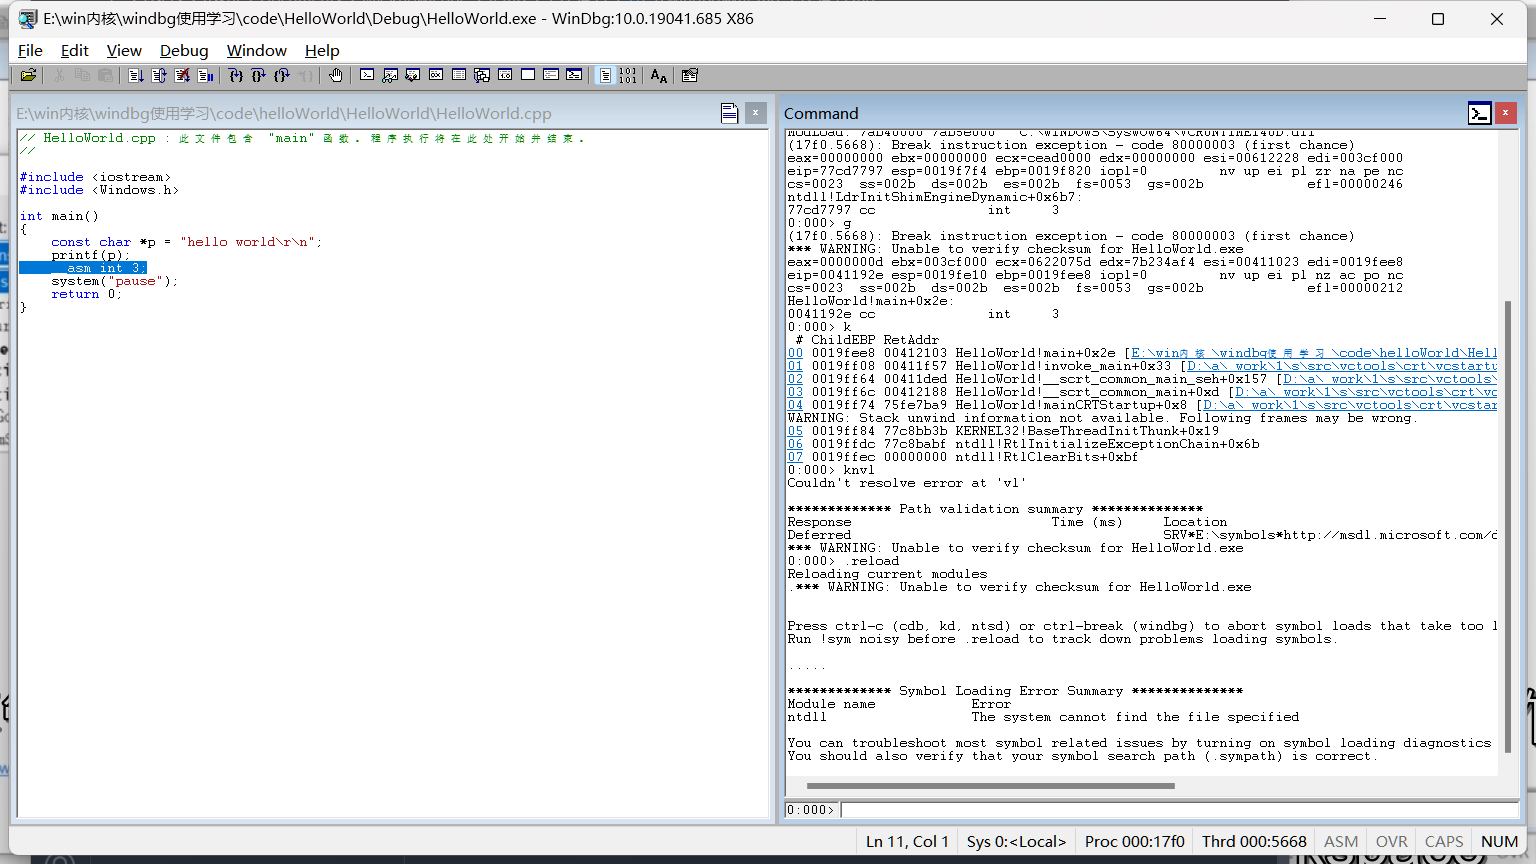 E:\win内核\windbg使用学习\code\HelloWorld\Debug\HelloWorld.exe - WinDbg:10.0.19041.685 X86
File Edit View Debug Window Help
E:\win内核\windbg使用学习\code\helloWorld\HelloWorld\HelloWorld.cpp
// HelloWorld.cpp : 此文件包含 "main" 函数。程序执行将在此处开始并结束。
//
#include <iostream>
#include <Windows.h>
int main()
{
const char *p = "hello world\r\n";
printf(p);
__asm int 3;
system("pause");
return 0;
}
Command
ModLoad: 7ab40000 7ab5e000 C:\WINDOWS\SysWOW64\VCRUNTIME140D.dll
(17f0.5668): Break instruction exception - code 80000003 (first chance)
eax=00000000 ebx=00000000 ecx=cead0000 edx=00000000 esi=00612228 edi=003cf000
eip=77cd7797 esp=0019f7f4 ebp=0019f820 iopl=0 nv up ei pl zr na pe nc
cs=0023 ss=002b ds=002b es=002b fs=0053 gs=002b efl=00000246
ntdll!LdrInitShimEngineDynamic+0x6b7:
77cd7797 cc int 3
0:000> g
(17f0.5668): Break instruction exception - code 80000003 (first chance)
*** WARNING: Unable to verify checksum for HelloWorld.exe
eax=0000000d ebx=003cf000 ecx=0622075d edx=7b234af4 esi=00411023 edi=0019fee8
eip=0041192e esp=0019fe10 ebp=0019fee8 iopl=0 nv up ei pl nz ac po nc
cs=0023 ss=002b ds=002b es=002b fs=0053 gs=002b efl=00000212
HelloWorld!main+0x2e:
0041192e cc int 3
0:000> k
# ChildEBP RetAddr
00 0019fee8 00412103 HelloWorld!main+0x2e [E:\win内核\windbg使用学习\code\helloWorld\Hell
01 0019ff08 00411f57 HelloWorld!invoke_main+0x33 [D:\a\_work\1\s\src\vctools\crt\vcstartu
02 0019ff64 00411ded HelloWorld!__scrt_common_main_seh+0x157 [D:\a\_work\1\s\src\vctools\
03 0019ff6c 00412188 HelloWorld!__scrt_common_main+0xd [D:\a\_work\1\s\src\vctools\crt\vc
04 0019ff74 75fe7ba9 HelloWorld!mainCRTStartup+0x8 [D:\a\_work\1\s\src\vctools\crt\vcstar
WARNING: Stack unwind information not available. Following frames may be wrong.
05 0019ff84 77c8bb3b KERNEL32!BaseThreadInitThunk+0x19
06 0019ffdc 77c8babf ntdll!RtlInitializeExceptionChain+0x6b
07 0019ffec 00000000 ntdll!RtlClearBits+0xbf
0:000> knvl
Couldn't resolve error at 'vl'
************* Path validation summary **************
Response Time (ms) Location
Deferred SRV*E:\symbols*http://msdl.microsoft.com/d
*** WARNING: Unable to verify checksum for HelloWorld.exe
0:000> .reload
Reloading current modules
.*** WARNING: Unable to verify checksum for HelloWorld.exe
Press ctrl-c (cdb, kd, ntsd) or ctrl-break (windbg) to abort symbol loads that take too l
Run !sym noisy before .reload to track down problems loading symbols.
.....
************* Symbol Loading Error Summary **************
Module name Error
ntdll The system cannot find the file specified
You can troubleshoot most symbol related issues by turning on symbol loading diagnostics
You should also verify that your symbol search path (.sympath) is correct.
0:000>
Ln 11, Col 1 Sys 0:<Local> Proc 000:17f0 Thrd 000:5668 ASM OVR CAPS NUM